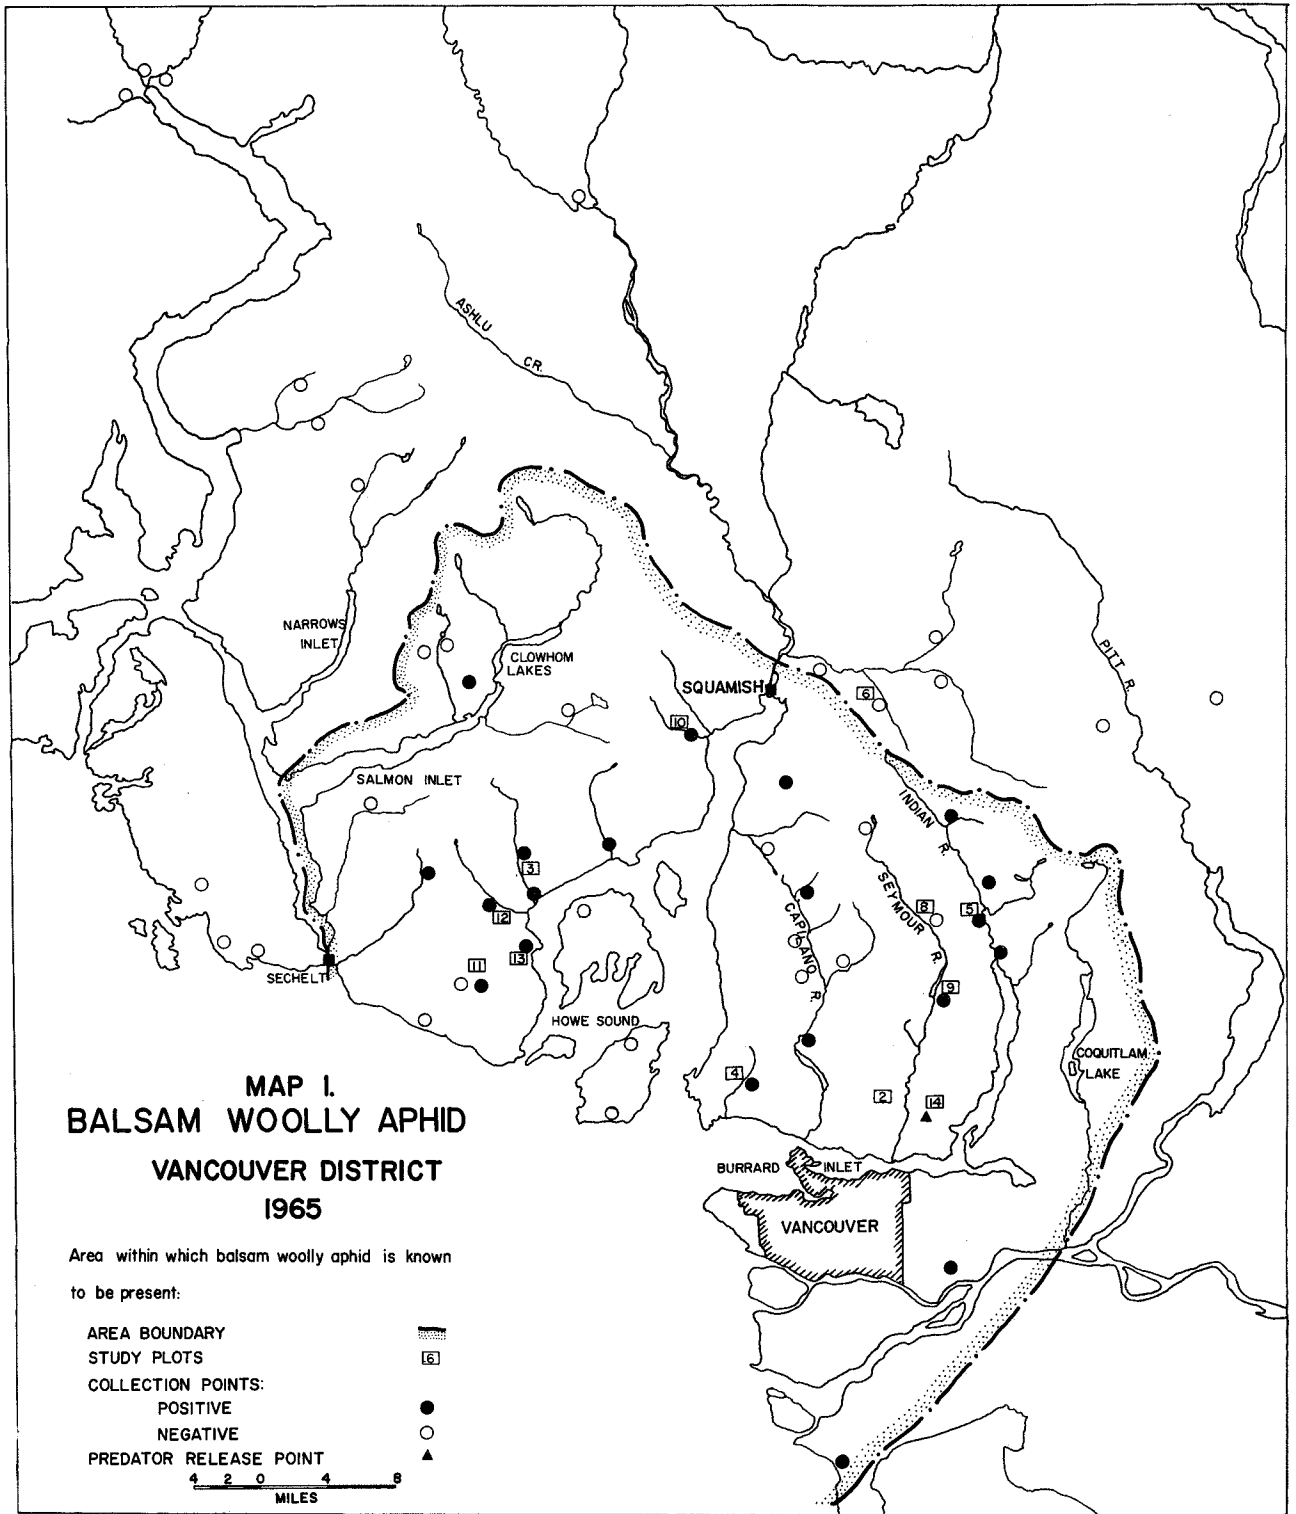 ASHLU
CR.
NARROWS
INLET
CLOWHOM
LAKES
PITT R.
SQUAMISH
6
10
SALMON INLET
INDIAN R.
3
SEYMOUR R.
CAPILANO R.
12
8
5
13
11
SECHELT
9
HOWE SOUND
COQUITLAM
LAKE
4
2
14
BURRARD INLET
VANCOUVER
MAP 1.
BALSAM WOOLLY APHID
VANCOUVER DISTRICT
1965
Area within which balsam woolly aphid is known
to be present:
AREA BOUNDARY
STUDY PLOTS 6
COLLECTION POINTS:
POSITIVE
NEGATIVE
PREDATOR RELEASE POINT
4 2 0 4 8
MILES